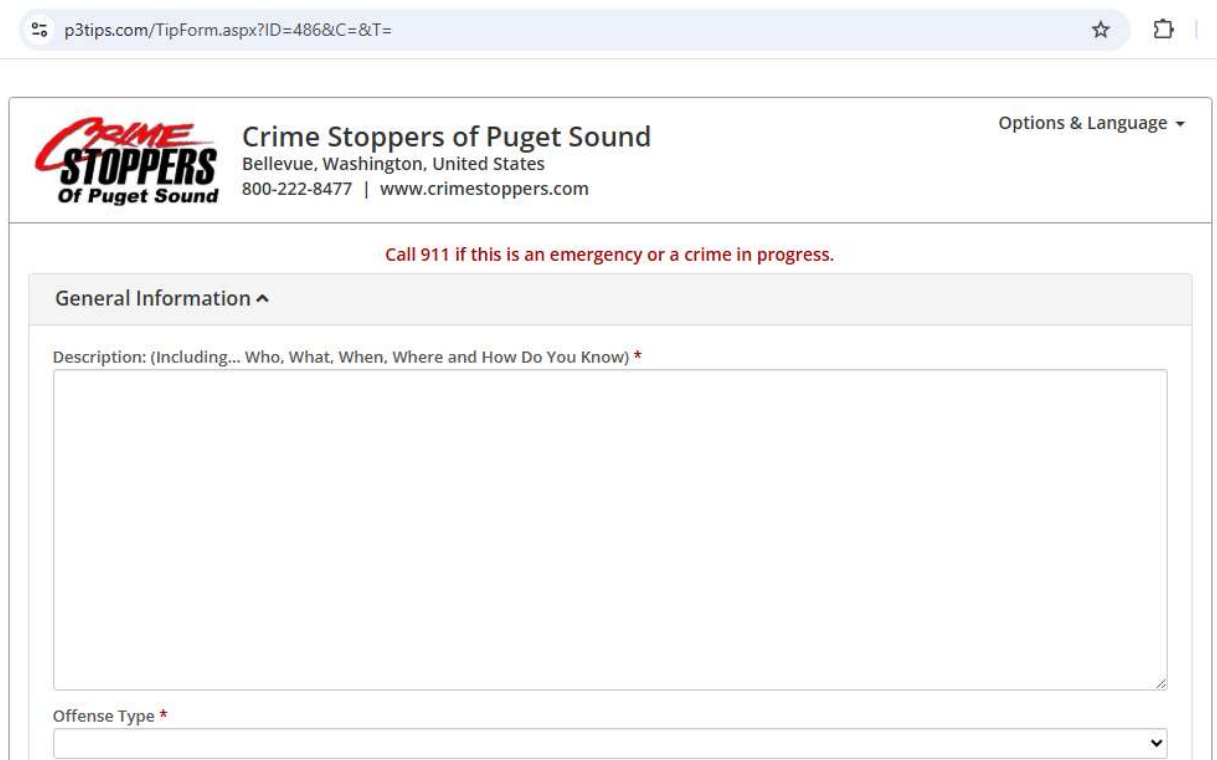 p3tips.com/TipForm.aspx?ID=486&C=&T=
CRIME
STOPPERS
Of Puget Sound
Crime Stoppers of Puget Sound
Bellevue, Washington, United States
800-222-8477 | www.crimestoppers.com
Options & Language
Call 911 if this is an emergency or a crime in progress.
General Information
Description: (Including... Who, What, When, Where and How Do You Know) *
Offense Type *